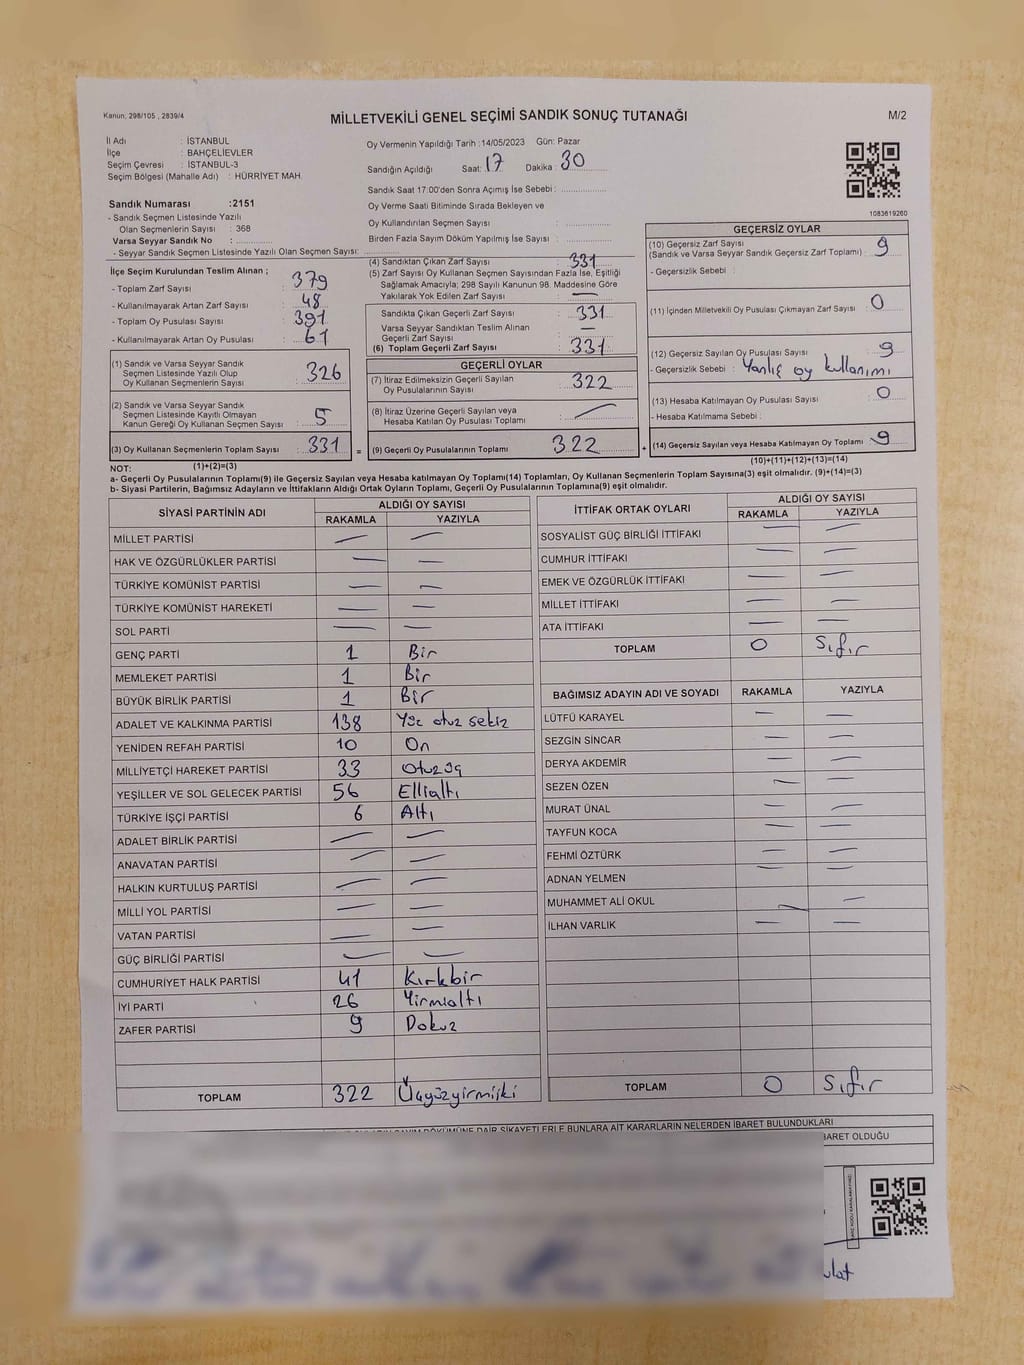 Kanun; 298/105 , 2839/4
MİLLETVEKİLİ GENEL SEÇİMİ SANDIK SONUÇ TUTANAĞI
M/2
İl Adı : İSTANBUL
İlçe : BAHÇELİEVLER
Seçim Çevresi : İSTANBUL-3
Seçim Bölgesi (Mahalle Adı) : HÜRRİYET MAH.
Oy Vermenin Yapıldığı Tarih :14/05/2023 Gün: Pazar
Sandığın Açıldığı Saat: 17 Dakika: 30
Sandık Saat 17:00'den Sonra Açımış İse Sebebi :
Oy Verme Saati Bitiminde Sırada Bekleyen ve
Oy Kullandırılan Seçmen Sayısı :
Birden Fazla Sayım Döküm Yapılmış İse Sayısı :
1083619260
Sandık Numarası :2151
- Sandık Seçmen Listesinde Yazılı
Olan Seçmenlerin Sayısı : 368
Varsa Seyyar Sandık No :
- Seyyar Sandık Seçmen Listesinde Yazılı Olan Seçmen Sayısı:
İlçe Seçim Kurulundan Teslim Alınan ;
- Toplam Zarf Sayısı : 379
- Kullanılmayarak Artan Zarf Sayısı : 48
- Toplam Oy Pusulası Sayısı : 391
- Kullanılmayarak Artan Oy Pusulası : 61
(1) Sandık ve Varsa Seyyar Sandık
Seçmen Listesinde Yazılı Olup
Oy Kullanan Seçmenlerin Sayısı : 326
(2) Sandık ve Varsa Seyyar Sandık
Seçmen Listesinde Kayıtlı Olmayan
Kanun Gereği Oy Kullanan Seçmen Sayısı : 5
(3) Oy Kullanan Seçmenlerin Toplam Sayısı : 331 =
(1)+(2)=(3)
(4) Sandıktan Çıkan Zarf Sayısı : 331
(5) Zarf Sayısı Oy Kullanan Seçmen Sayısından Fazla İse, Eşitliği
Sağlamak Amacıyla; 298 Sayılı Kanunun 98. Maddesine Göre
Yakılarak Yok Edilen Zarf Sayısı : —
Sandıkta Çıkan Geçerli Zarf Sayısı : 331
Varsa Seyyar Sandıktan Teslim Alınan
Geçerli Zarf Sayısı : —
(6) Toplam Geçerli Zarf Sayısı : 331
GEÇERLİ OYLAR
(7) İtiraz Edilmeksizin Geçerli Sayılan
Oy Pusulalarının Sayısı : 322
(8) İtiraz Üzerine Geçerli Sayılan veya
Hesaba Katılan Oy Pusulaları Toplamı : —
(9) Geçerli Oy Pusulalarının Toplamı : 322 +
GEÇERSİZ OYLAR
(10) Geçersiz Zarf Sayısı : 9
(Sandık ve Varsa Seyyar Sandık Geçersiz Zarf Toplamı)
- Geçersizlik Sebebi :
(11) İçinden Milletvekili Oy Pusulası Çıkmayan Zarf Sayısı : 0
(12) Geçersiz Sayılan Oy Pusulası Sayısı : 9
- Geçersizlik Sebebi : Yanlış oy kullanımı
(13) Hesaba Katılmayan Oy Pusulası Sayısı : 0
- Hesaba Katılmama Sebebi :
(14) Geçersiz Sayılan veya Hesaba Katılmayan Oy Toplamı : 9
(10)+(11)+(12)+(13)=(14)
NOT:
a- Geçerli Oy Pusulalarının Toplamı(9) ile Geçersiz Sayılan veya Hesaba katılmayan Oy Toplamı(14) Toplamları, Oy Kullanan Seçmenlerin Toplam Sayısına(3) eşit olmalıdır. (9)+(14)=(3)
b- Siyasi Partilerin, Bağımsız Adayların ve İttifakların Aldığı Ortak Oyların Toplamı, Geçerli Oy Pusulalarının Toplamına(9) eşit olmalıdır.
SİYASİ PARTİNİN ADI ALDIĞI OY SAYISI
RAKAMLA YAZIYLA
MİLLET PARTİSİ — —
HAK VE ÖZGÜRLÜKLER PARTİSİ — —
TÜRKİYE KOMÜNİST PARTİSİ — —
TÜRKİYE KOMÜNİST HAREKETİ — —
SOL PARTİ — —
GENÇ PARTİ 1 Bir
MEMLEKET PARTİSİ 1 Bir
BÜYÜK BİRLİK PARTİSİ 1 Bir
ADALET VE KALKINMA PARTİSİ 138 Yüz otuz sekiz
YENİDEN REFAH PARTİSİ 10 On
MİLLİYETÇİ HAREKET PARTİSİ 33 Otuzüç
YEŞİLLER VE SOL GELECEK PARTİSİ 56 Ellialtı
TÜRKİYE İŞÇİ PARTİSİ 6 Altı
ADALET BİRLİK PARTİSİ — —
ANAVATAN PARTİSİ — —
HALKIN KURTULUŞ PARTİSİ — —
MİLLİ YOL PARTİSİ — —
VATAN PARTİSİ — —
GÜÇ BİRLİĞİ PARTİSİ — —
CUMHURİYET HALK PARTİSİ 41 Kırkbir
İYİ PARTİ 26 Yirmialtı
ZAFER PARTİSİ 9 Dokuz
TOPLAM 322 Üçyüzyirmiiki
İTTİFAK ORTAK OYLARI ALDIĞI OY SAYISI
RAKAMLA YAZIYLA
SOSYALİST GÜÇ BİRLİĞİ İTTİFAKI — —
CUMHUR İTTİFAKI — —
EMEK VE ÖZGÜRLÜK İTTİFAKI — —
MİLLET İTTİFAKI — —
ATA İTTİFAKI — —
TOPLAM 0 Sıfır
BAĞIMSIZ ADAYIN ADI VE SOYADI RAKAMLA YAZIYLA
LÜTFÜ KARAYEL — —
SEZGİN SİNCAR — —
DERYA AKDEMİR — —
SEZEN ÖZEN — —
MURAT ÜNAL — —
TAYFUN KOCA — —
FEHMİ ÖZTÜRK — —
ADNAN YELMEN — —
MUHAMMET ALİ OKUL — —
İLHAN VARLIK — —
TOPLAM 0 Sıfır
DÖKÜMÜNE DAİR ŞİKAYETLERLE BUNLARA AİT KARARLARIN NELERDEN İBARET BULUNDUKLARI
BARET OLDUĞU